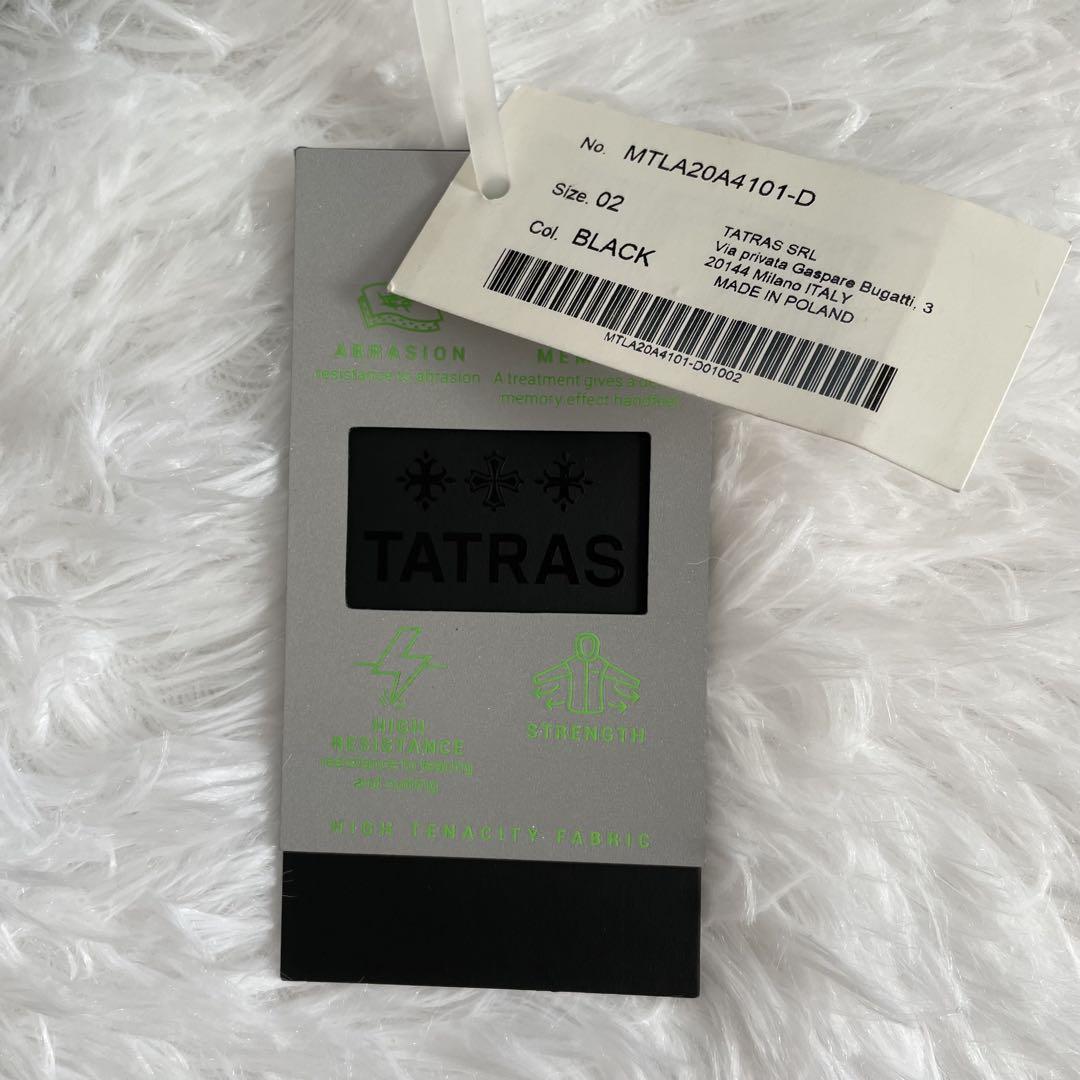 No. MTLA20A4101-D
Size. 02
Col. BLACK
TATRAS SRL
Via privata Gaspare Bugatti, 3
20144 Milano ITALY
MADE IN POLAND
MTLA20A4101-D01002
ABRASION
resistance to abrasion
A treatment gives a
memory effect handfeel
TATRAS
HIGH
RESISTANCE
resistance to tearing
and cutting
STRENGTH
HIGH TENACITY FABRIC